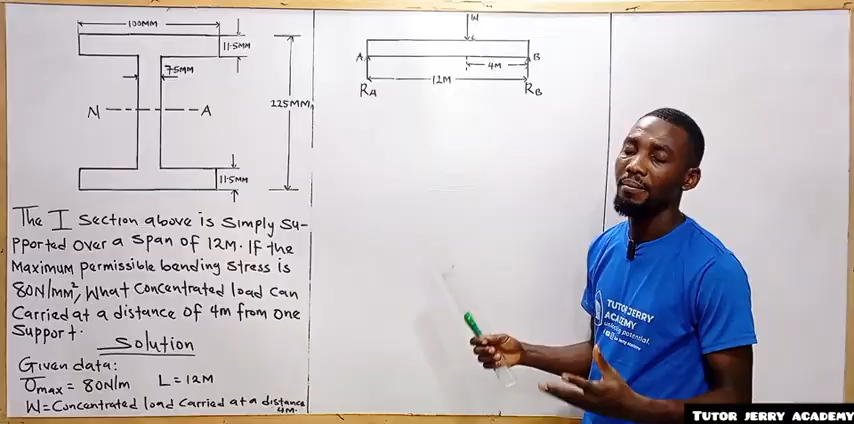 100MM
11.5MM
75MM
N
A
225MM
11.5MM
The I Section above is Simply Su-
pported over a span of 12M. If the
Maximum permissible bending Stress is
80N/mm², What concentrated load can
Carried at a distance of 4m from one
Support.
Solution
Given data:
σmax = 80N/m L = 12M
W=Concentrated load Carried at a distance
4M.
W
C
A
B
4M
12M
RA
RB
TUTOR JERRY
ACADEMY
TUTOR JERRY ACADEMY